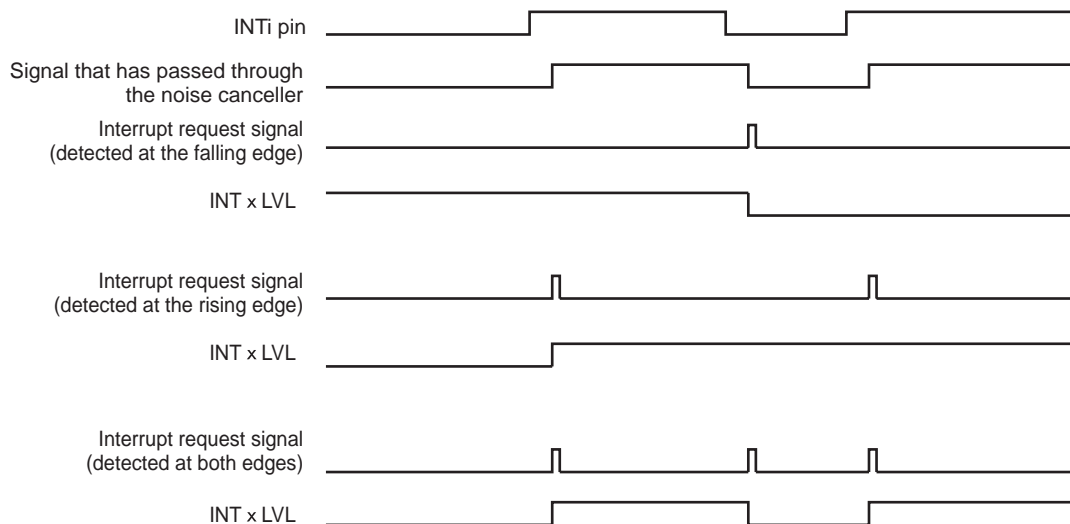 INTi pin
Signal that has passed through
the noise canceller
Interrupt request signal
(detected at the falling edge)
INT x LVL
Interrupt request signal
(detected at the rising edge)
INT x LVL
Interrupt request signal
(detected at both edges)
INT x LVL